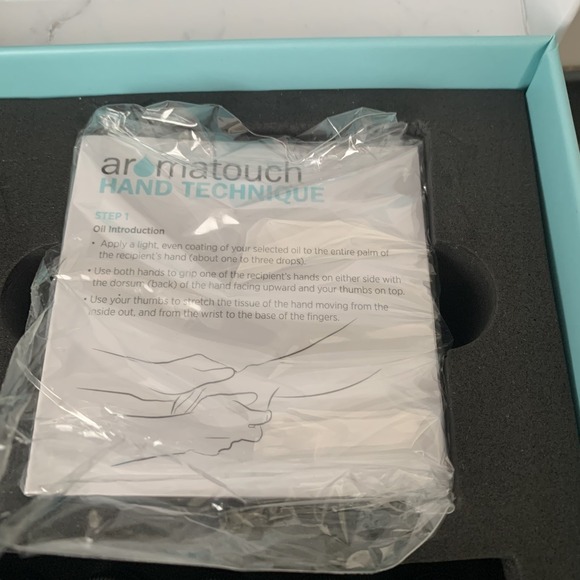 aromatouch
HAND TECHNIQUE
STEP 1
Oil Introduction
• Apply a light, even coating of your selected oil to the entire palm of
the recipient's hand (about one to three drops).
• Use both hands to grip one of the recipient's hands on either side with
the dorsum (back) of the hand facing upward and your thumbs on top.
• Use your thumbs to stretch the tissue of the hand moving from the
inside out, and from the wrist to the base of the fingers.